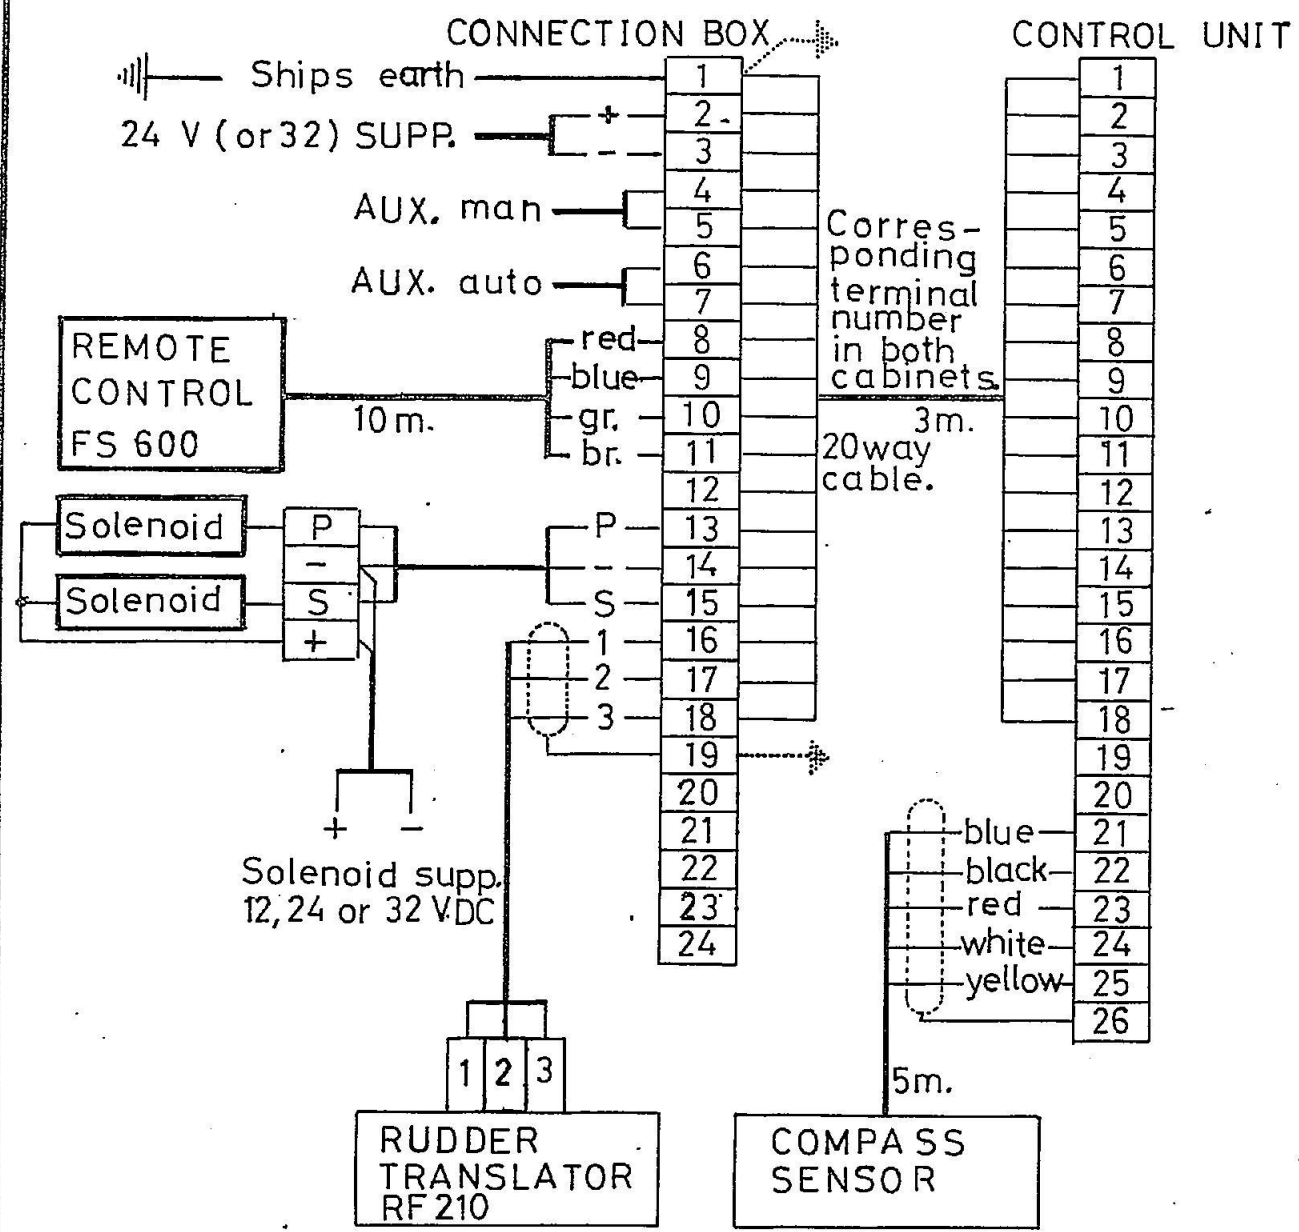 CONNECTION BOX
CONTROL UNIT
Ships earth
24 V (or 32) SUPP.
+
-
AUX. man
AUX. auto
REMOTE
CONTROL
FS 600
10 m.
red
blue
gr.
br.
1
2
3
4
5
6
7
8
9
10
11
12
13
14
15
16
17
18
19
20
21
22
23
24
Corres-
ponding
terminal
number
in both
cabinets.
3m.
20 way
cable.
1
2
3
4
5
6
7
8
9
10
11
12
13
14
15
16
17
18
19
20
21
22
23
24
25
26
Solenoid
Solenoid
P
-
S
+
P
-
S
1
2
3
+ -
Solenoid supp.
12, 24 or 32 V.DC
blue
black
red
white
yellow
5m.
1 2 3
RUDDER
TRANSLATOR
RF 210
COMPASS
SENSOR